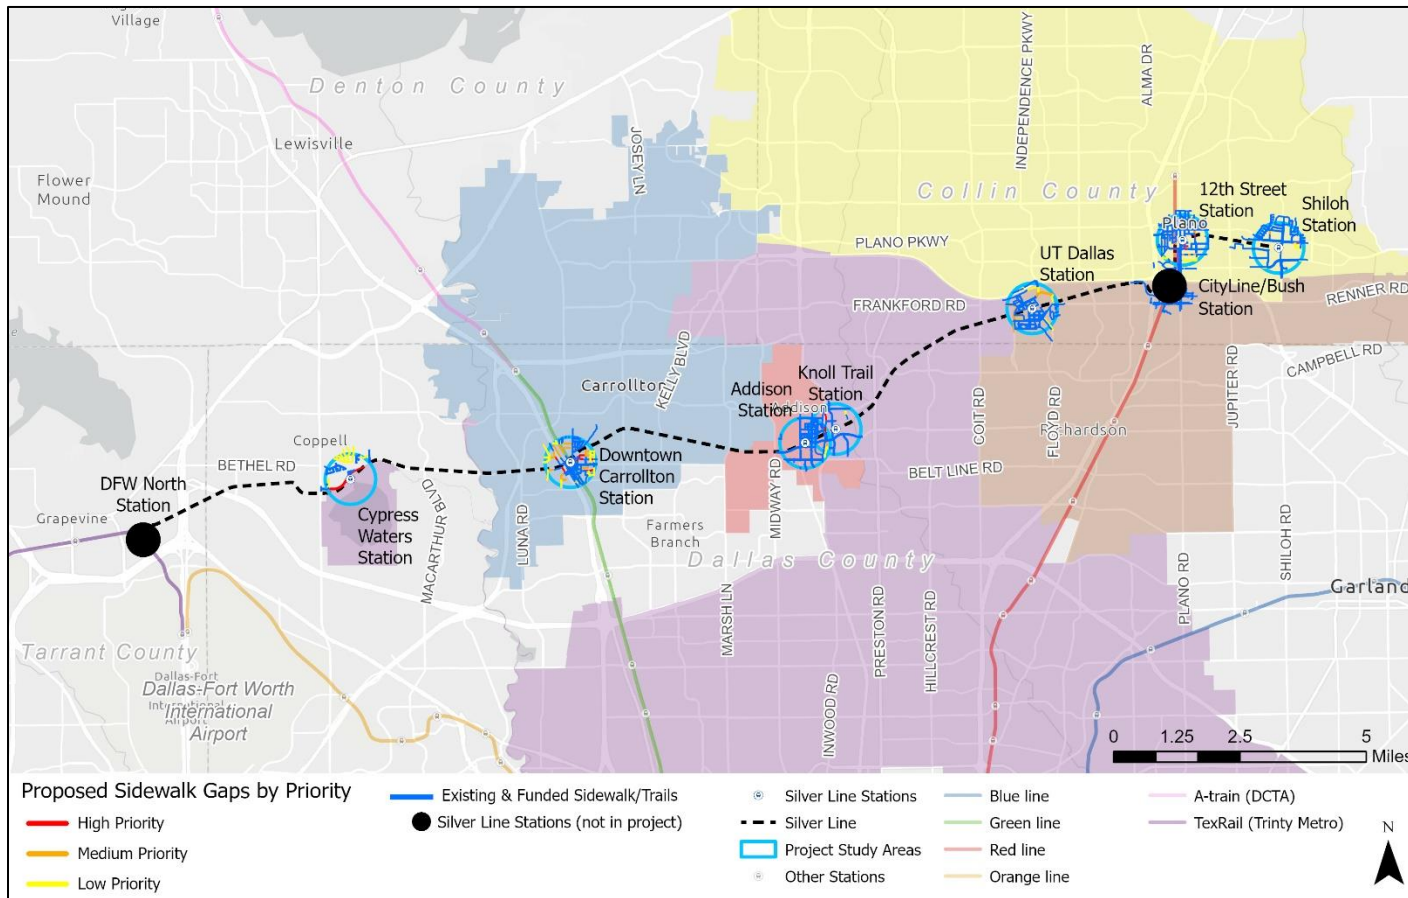 Village
Denton County
Lewisville
Flower
Mound
JOSEY LN
INDEPENDENCE PKWY
ALMA DR
Collin County
12th Street
Station
Shiloh
Station
Plano
PLANO PKWY
UT Dallas
Station
CityLine/Bush
Station
FRANKFORD RD
RENNER RD
KELLY BLVD
Carrollton
Knoll Trail
Station
Addison
Station
Addison
COIT RD
FLOYD RD
Richardson
JUPITER RD
CAMPBELL RD
Coppell
BETHEL RD
DFW North
Station
Grapevine
Cypress
Waters
Station
MACARTHUR BLVD
LUNA RD
Downtown
Carrollton
Station
Farmers
Branch
MIDWAY RD
BELT LINE RD
Dallas County
MARSH LN
INWOOD RD
PRESTON RD
HILLCREST RD
PLANO RD
SHILOH RD
Garland
Tarrant County
Dallas-Fort
International
Airport
Dallas-Fort Worth
International
Airport
0 1.25 2.5 5
Miles
Proposed Sidewalk Gaps by Priority
High Priority
Medium Priority
Low Priority
Existing & Funded Sidewalk/Trails
Silver Line Stations (not in project)
Silver Line Stations
Silver Line
Project Study Areas
Other Stations
Blue line
Green line
Red line
Orange line
A-train (DCTA)
TexRail (Trinty Metro)
N